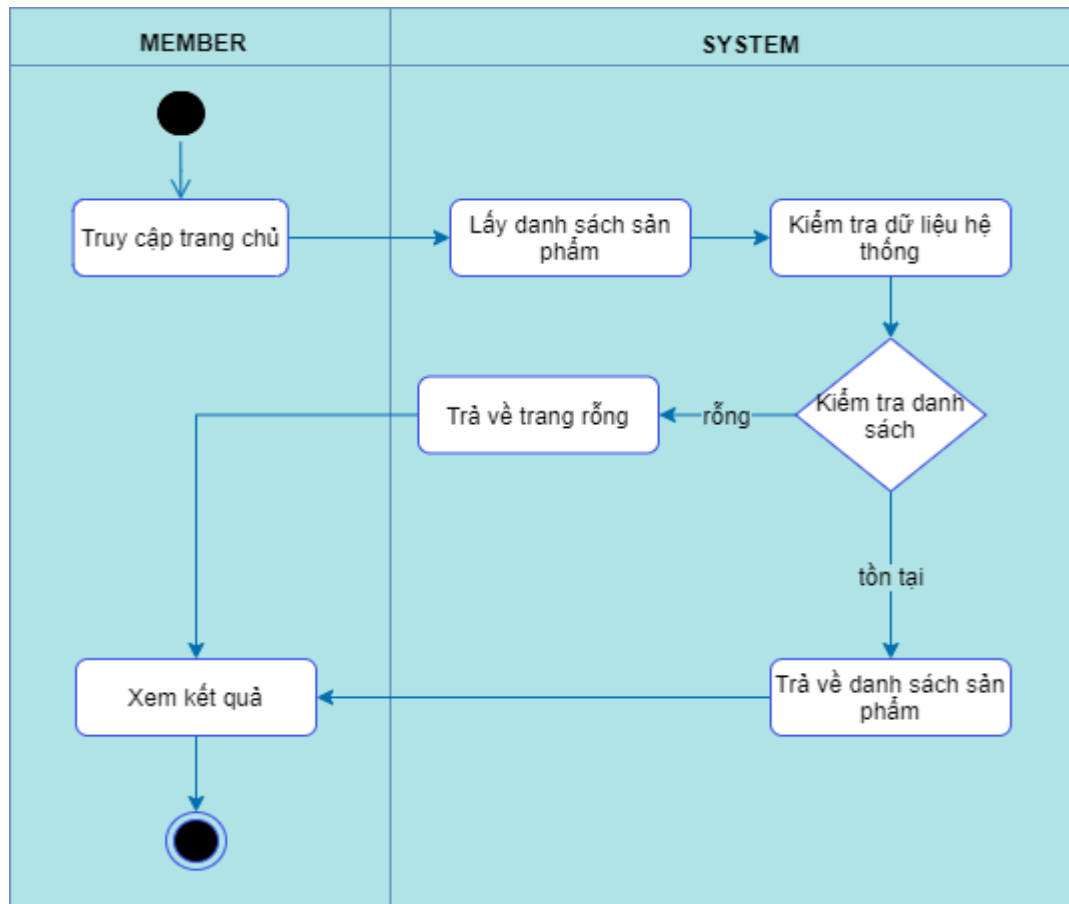 MEMBER
SYSTEM
Truy cập trang chủ
Lấy danh sách sản
phẩm
Kiểm tra dữ liệu hệ
thống
Kiểm tra danh
sách
rỗng
Trả về trang rỗng
tồn tại
Trả về danh sách sản
phẩm
Xem kết quả